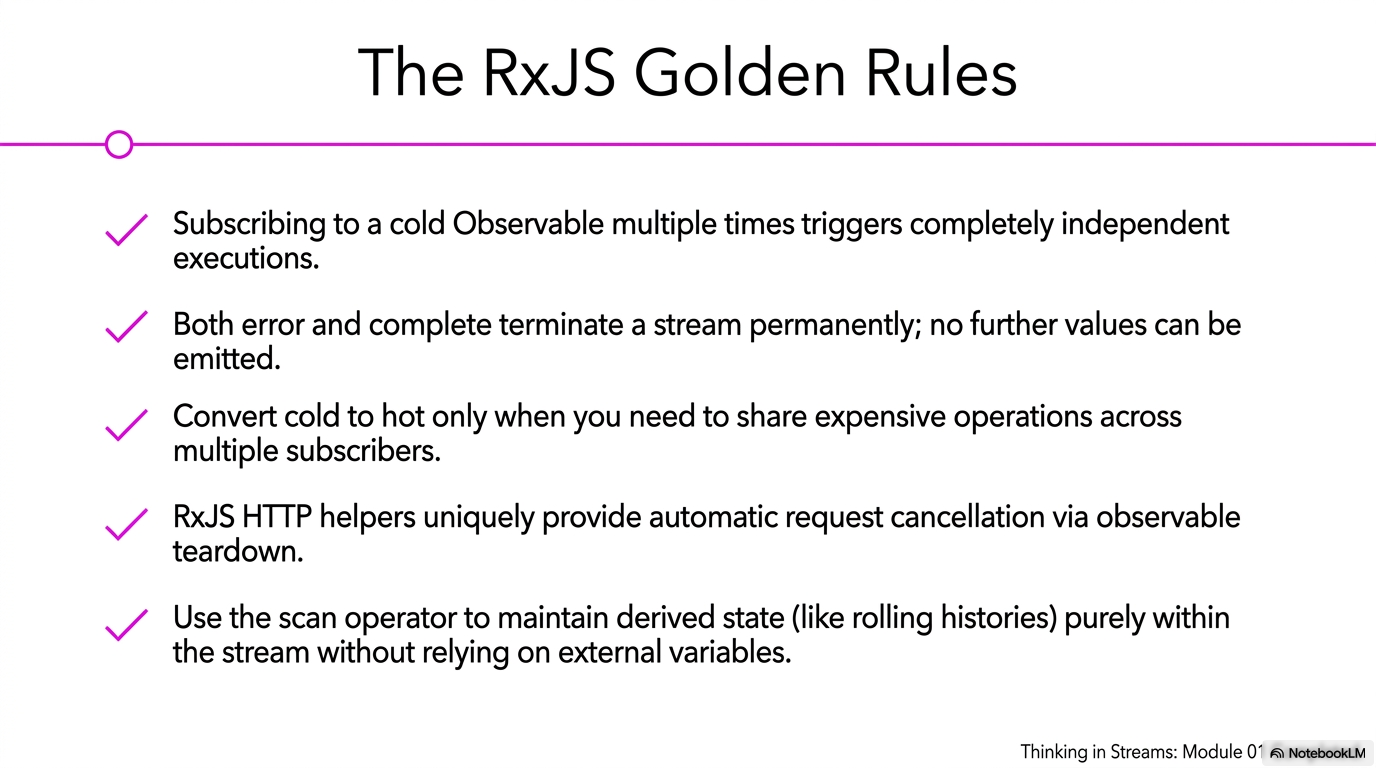 The RxJS Golden Rules
Subscribing to a cold Observable multiple times triggers completely independent
executions.
Both error and complete terminate a stream permanently; no further values can be
emitted.
Convert cold to hot only when you need to share expensive operations across
multiple subscribers.
RxJS HTTP helpers uniquely provide automatic request cancellation via observable
teardown.
Use the scan operator to maintain derived state (like rolling histories) purely within
the stream without relying on external variables.
Thinking in Streams: Module 01
NotebookLM